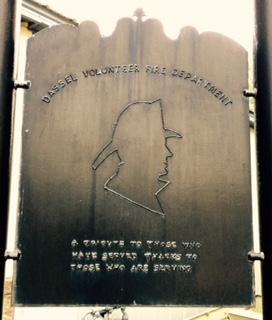 DASSEL VOLUNTEER FIRE DEPARTMENT
A TRIBUTE TO THOSE WHO
HAVE SERVED THANKS TO
THOSE WHO ARE SERVING